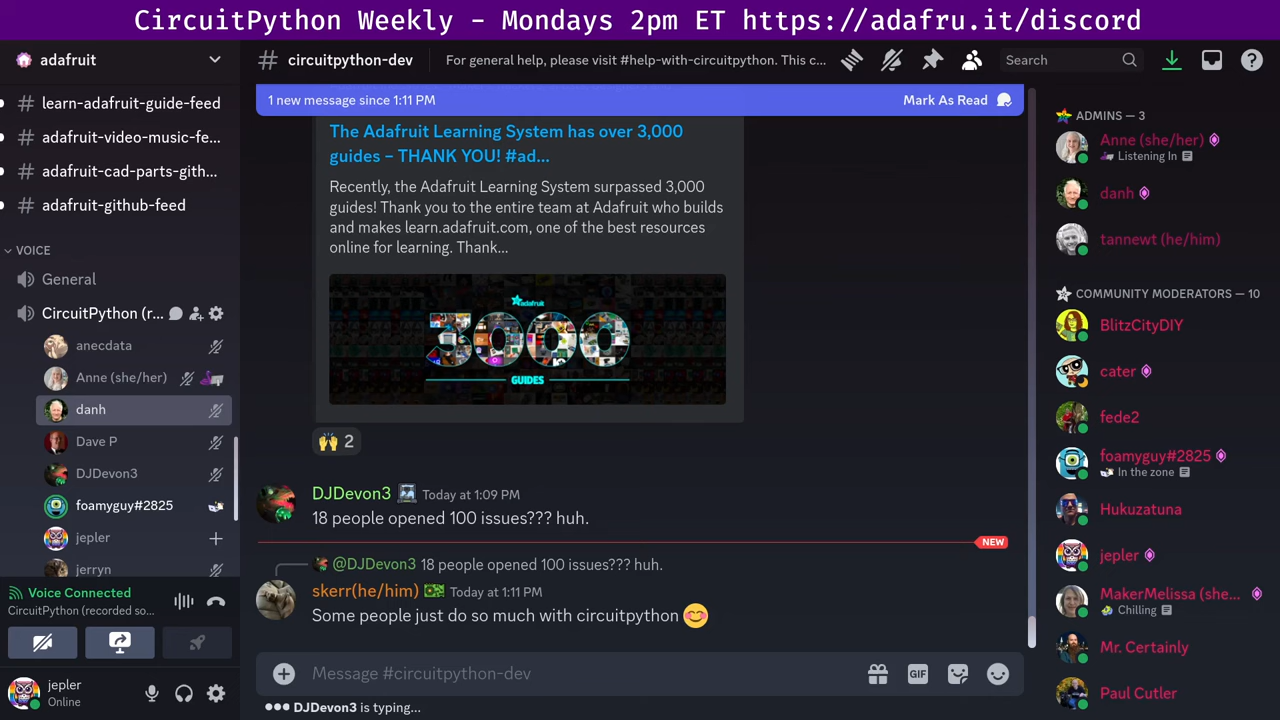 CircuitPython Weekly - Mondays 2pm ET https://adafru.it/discord
adafruit
learn-adafruit-guide-feed
adafruit-video-music-fe...
adafruit-cad-parts-gith...
adafruit-github-feed
VOICE
General
CircuitPython (r...
anecdata
Anne (she/her)
danh
Dave P
DJDevon3
foamyguy#2825
jepler
jerryn
Voice Connected
CircuitPython (recorded so...
jepler
Online
circuitpython-dev
For general help, please visit #help-with-circuitpython. This c...
Search
1 new message since 1:11 PM
Mark As Read
The Adafruit Learning System has over 3,000
guides – THANK YOU! #ad...
Recently, the Adafruit Learning System surpassed 3,000
guides! Thank you to the entire team at Adafruit who builds
and makes learn.adafruit.com, one of the best resources
online for learning. Thank...
adafruit
3000
GUIDES
🙌 2
DJDevon3 Today at 1:09 PM
18 people opened 100 issues??? huh.
NEW
@DJDevon3 18 people opened 100 issues??? huh.
skerr(he/him) Today at 1:11 PM
Some people just do so much with circuitpython 😊
Message #circuitpython-dev
GIF
DJDevon3 is typing...
ADMINS — 3
Anne (she/her)
Listening In
danh
tannewt (he/him)
COMMUNITY MODERATORS — 10
BlitzCityDIY
cater
fede2
foamyguy#2825
In the zone
Hukuzatuna
jepler
MakerMelissa (she...
Chilling
Mr. Certainly
Paul Cutler